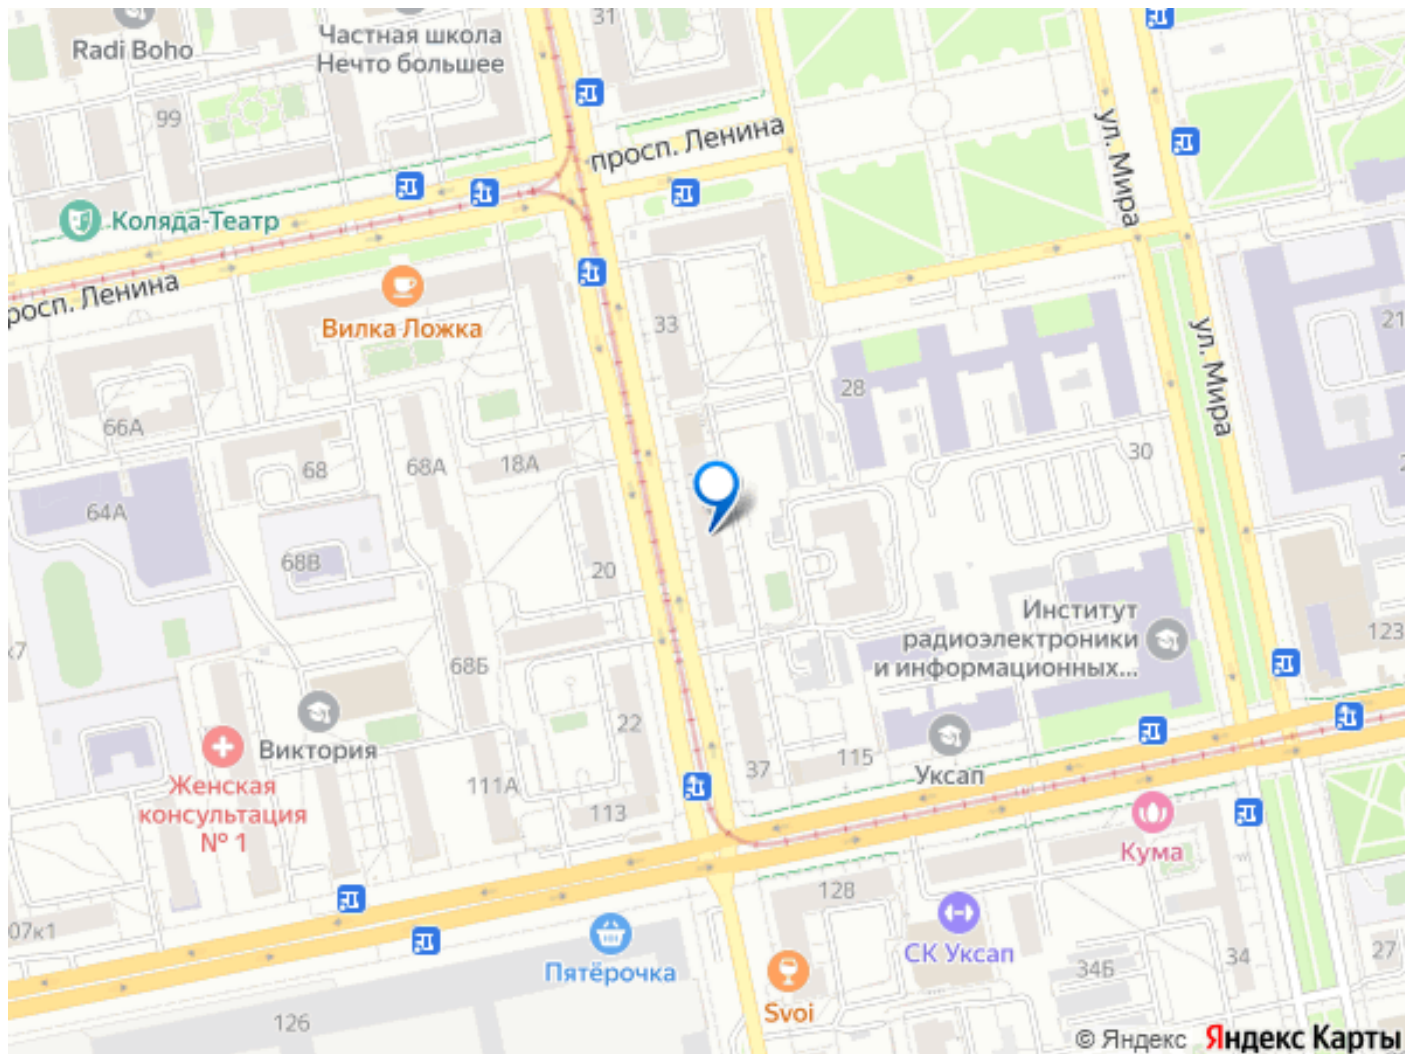 Radi Boho
Частная школа
Нечто большее
31
99
просп. Ленина
ул. Мира
Коляда-Театр
росп. Ленина
Вилка Ложка
33
ул. Мира
21
28
66А
68
68А
18А
30
64А
68В
20
Институт
радиоэлектроники
и информационных...
123
к7
68Б
22
Виктория
37
115
Уксап
Женская
консультация
№ 1
111А
113
Кума
128
07к1
Пятёрочка
СК Уксап
34Б
34
27
Svoi
126
© Яндекс Яндекс Карты